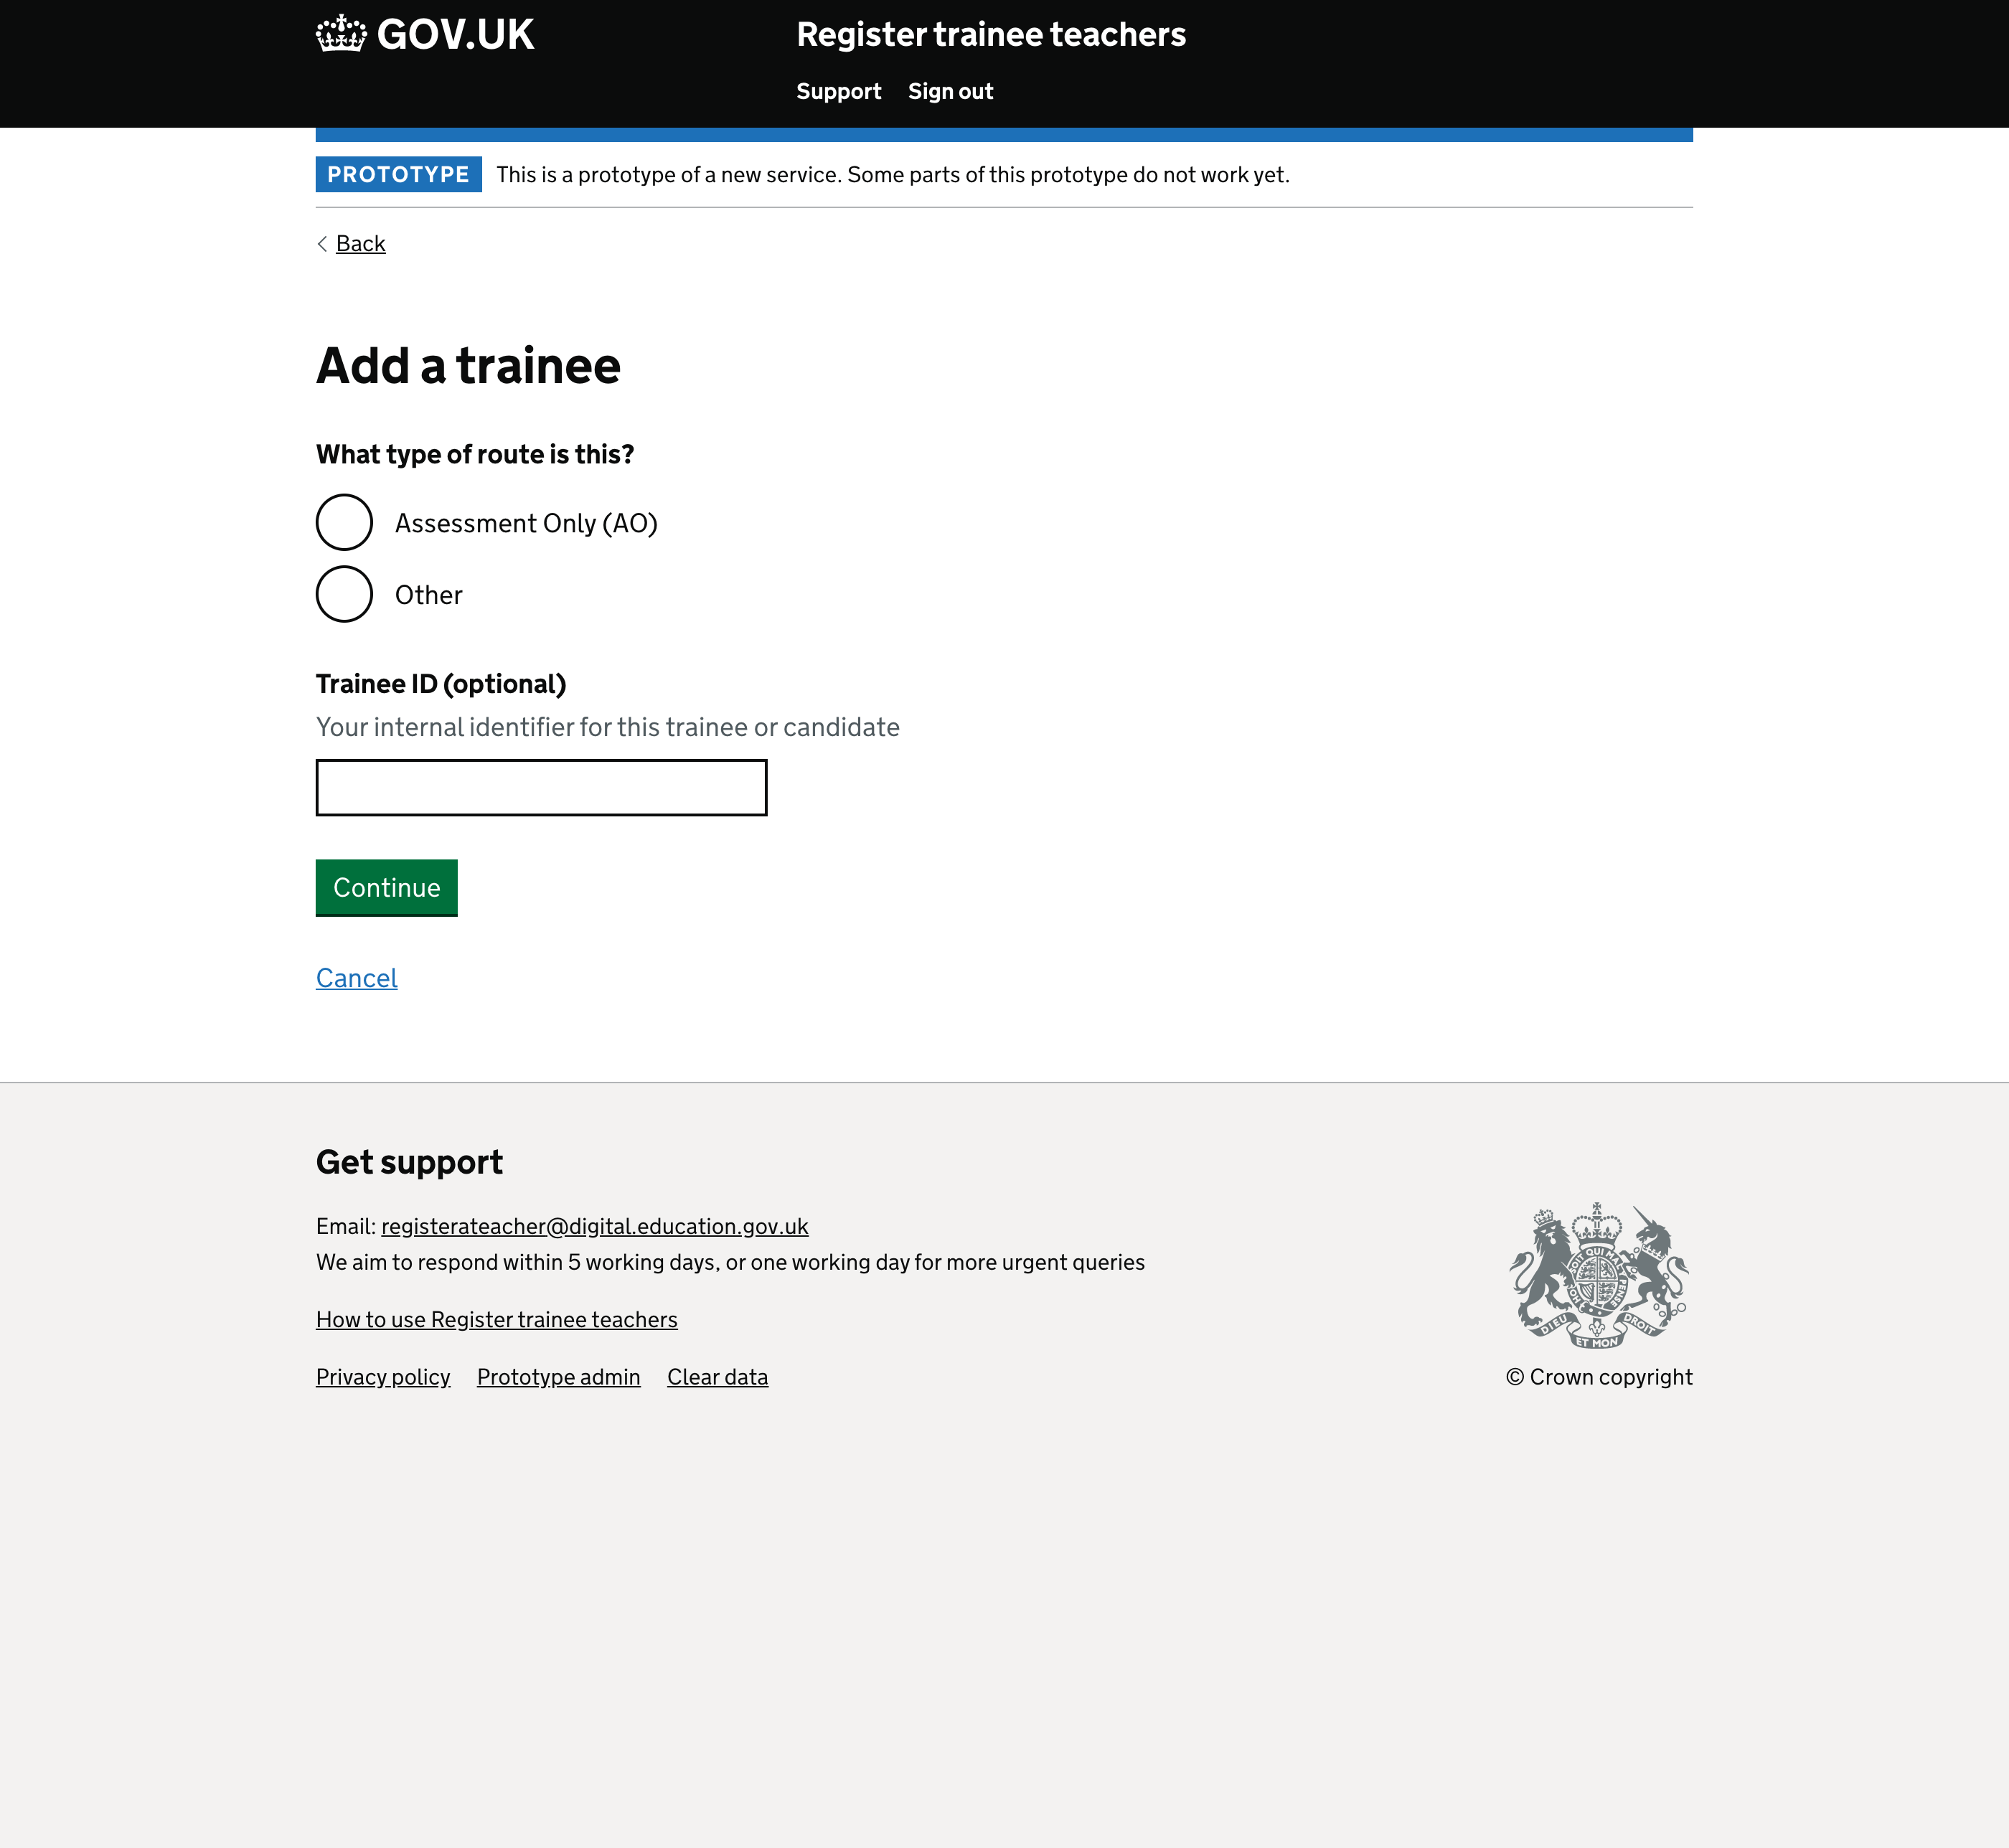 GOV.UK
Register trainee teachers
Support Sign out
PROTOTYPE This is a prototype of a new service. Some parts of this prototype do not work yet.
Back
Add a trainee
What type of route is this?
Assessment Only (AO)
Other
Trainee ID (optional)
Your internal identifier for this trainee or candidate
Continue
Cancel
Get support
Email: registerateacher@digital.education.gov.uk
We aim to respond within 5 working days, or one working day for more urgent queries
How to use Register trainee teachers
Privacy policy Prototype admin Clear data
DIEU ET MON DROIT
© Crown copyright